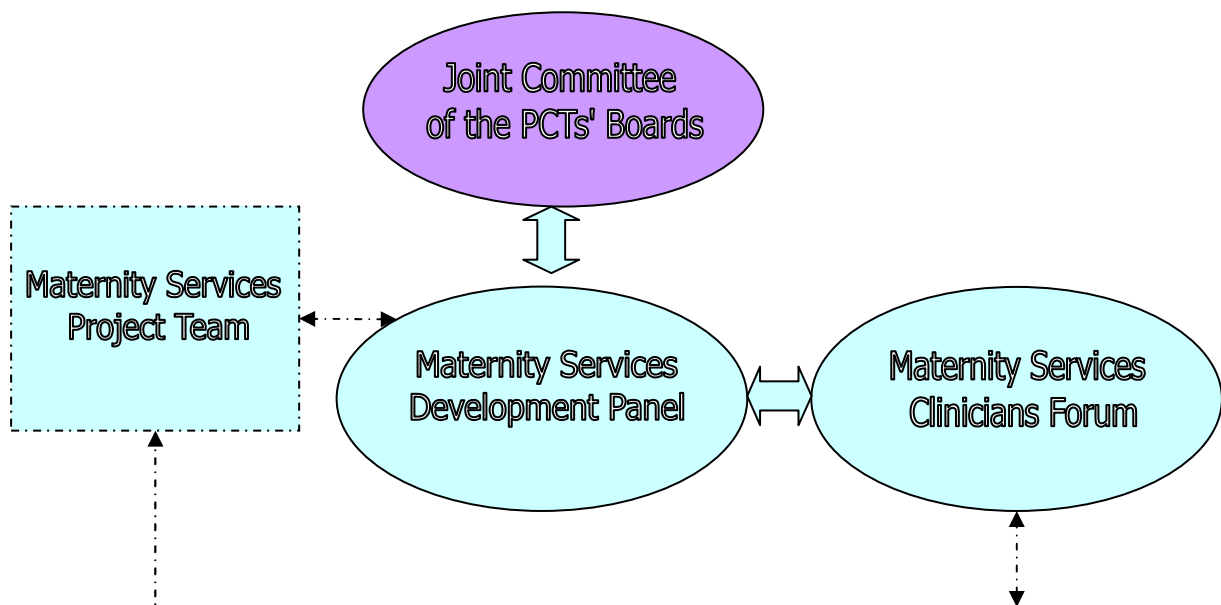 Joint Committee
of the PCTs' Boards
Maternity Services
Project Team
Maternity Services
Development Panel
Maternity Services
Clinicians Forum